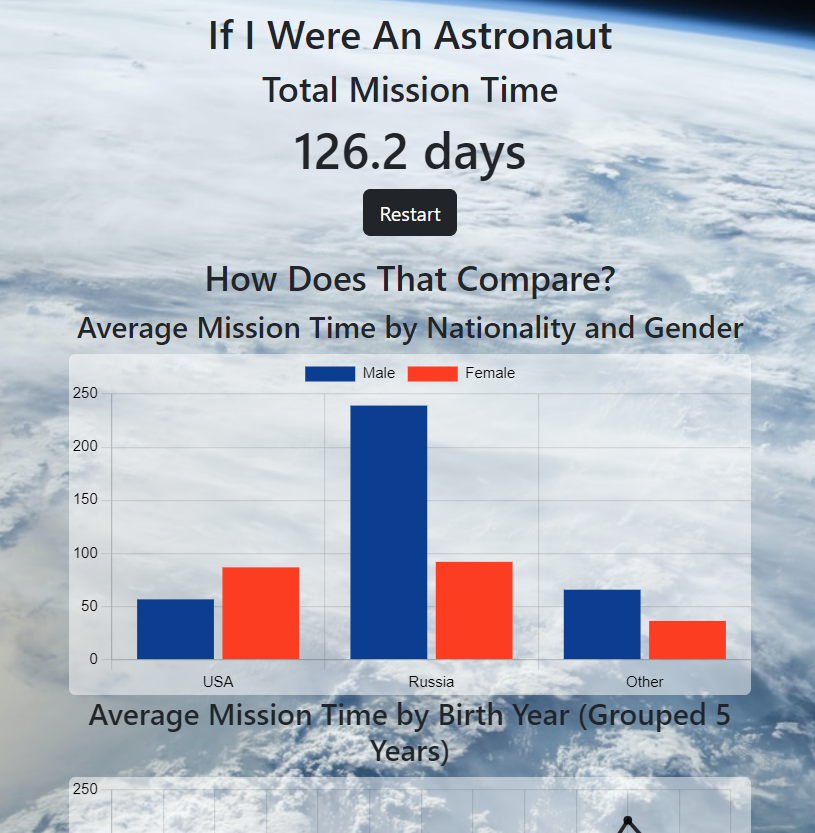 If I Were An Astronaut
Total Mission Time
126.2 days
Restart
How Does That Compare?
Average Mission Time by Nationality and Gender
Male Female
250
200
150
100
50
0
USA Russia Other
Average Mission Time by Birth Year (Grouped 5
Years)
250